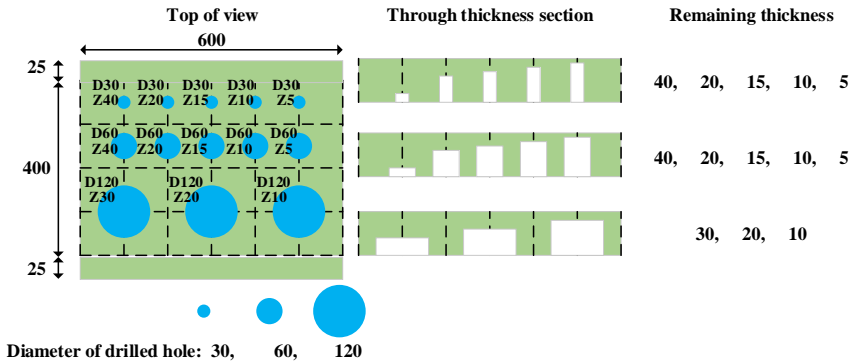 Top of view Through thickness section Remaining thickness
600
25
D30 D30 D30 D30 D30
Z40 Z20 Z15 Z10 Z5
40, 20, 15, 10, 5
D60 D60 D60 D60 D60
Z40 Z20 Z15 Z10 Z5
40, 20, 15, 10, 5
400
D120 D120 D120
Z30 Z20 Z10
30, 20, 10
25
Diameter of drilled hole: 30, 60, 120